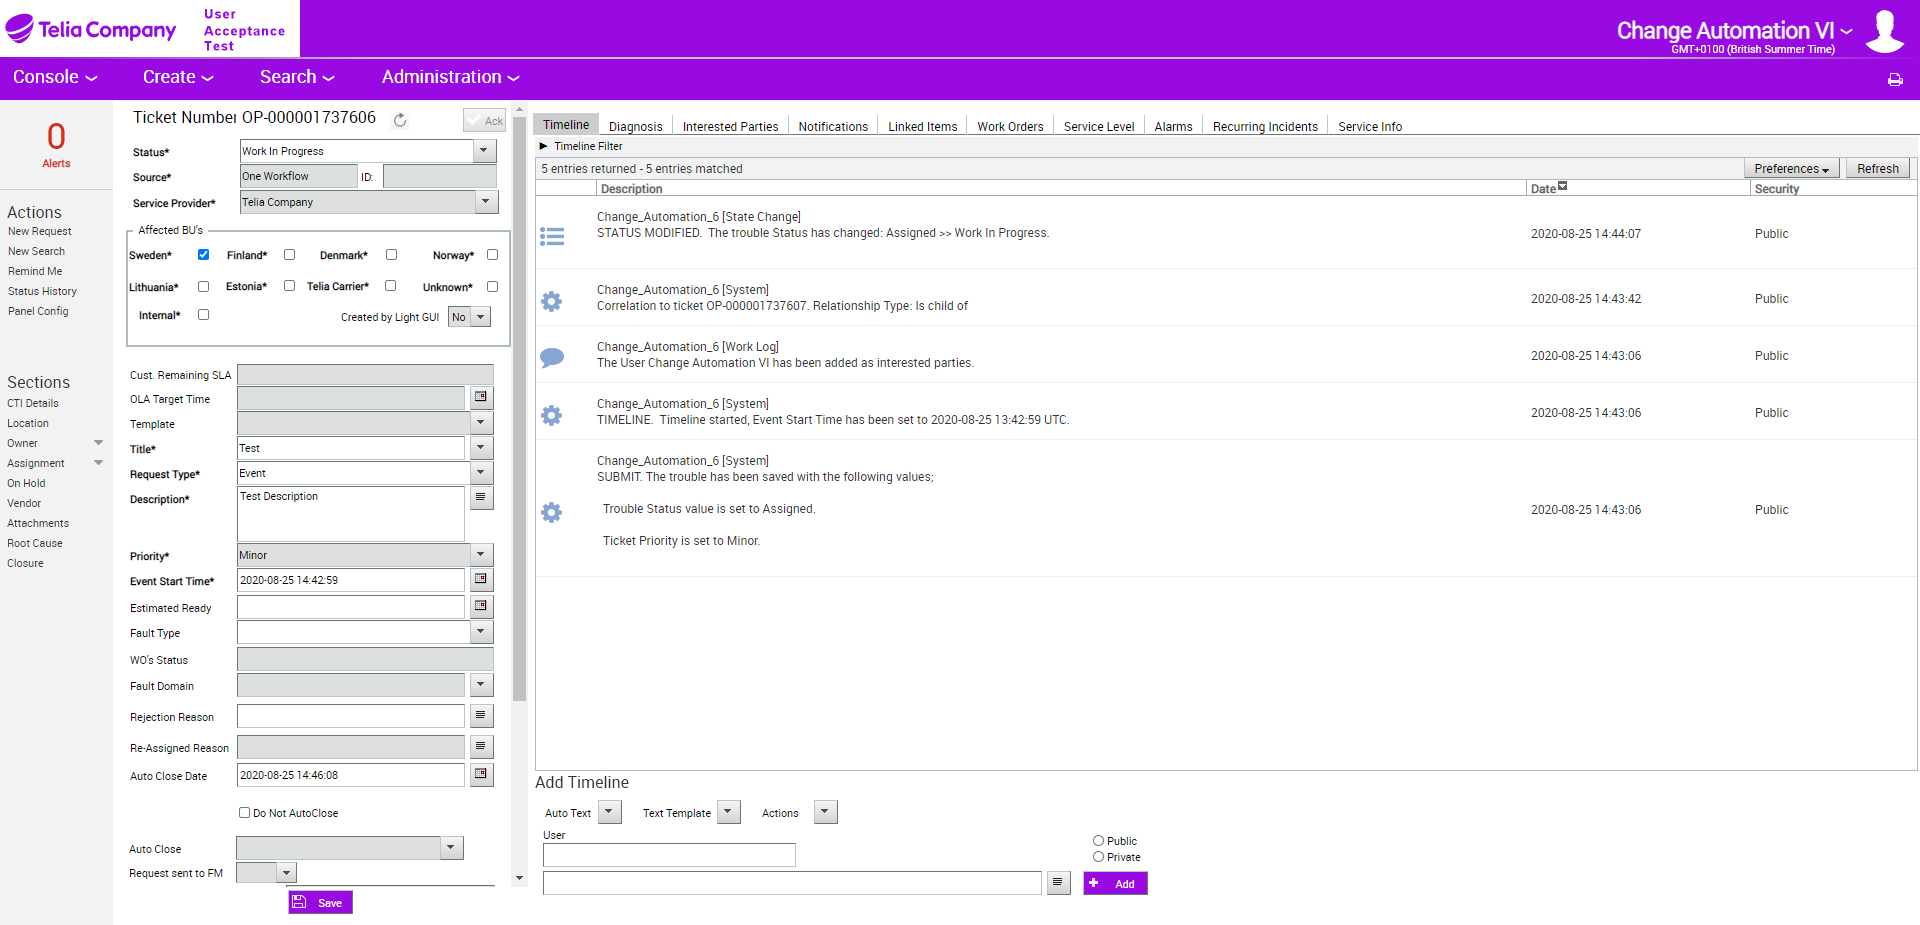 Telia Company
User
Acceptance
Test
Change Automation VI
GMT+0100 (British Summer Time)
Console
Create
Search
Administration
0
Alerts
Actions
New Request
New Search
Remind Me
Status History
Panel Config
Sections
CTI Details
Location
Owner
Assignment
On Hold
Vendor
Attachments
Root Cause
Closure
Ticket Number OP-000001737606
Ack
Status* Work In Progress
Source* One Workflow ID:
Service Provider* Telia Company
Affected BU's
Sweden* Finland* Denmark* Norway*
Lithuania* Estonia* Telia Carrier* Unknown*
Internal* Created by Light GUI No
Cust. Remaining SLA
OLA Target Time
Template
Title* Test
Request Type* Event
Description* Test Description
Priority* Minor
Event Start Time* 2020-08-25 14:42:59
Estimated Ready
Fault Type
WO's Status
Fault Domain
Rejection Reason
Re-Assigned Reason
Auto Close Date 2020-08-25 14:46:08
Do Not AutoClose
Auto Close
Request sent to FM
Save
Timeline Diagnosis Interested Parties Notifications Linked Items Work Orders Service Level Alarms Recurring Incidents Service Info
Timeline Filter
5 entries returned - 5 entries matched Preferences Refresh
Description Date Security
Change_Automation_6 [State Change]
STATUS MODIFIED.  The trouble Status has changed: Assigned >> Work In Progress.
2020-08-25 14:44:07 Public
Change_Automation_6 [System]
Correlation to ticket OP-000001737607. Relationship Type: Is child of
2020-08-25 14:43:42 Public
Change_Automation_6 [Work Log]
The User Change Automation VI has been added as interested parties.
2020-08-25 14:43:06 Public
Change_Automation_6 [System]
TIMELINE.  Timeline started, Event Start Time has been set to 2020-08-25 13:42:59 UTC.
2020-08-25 14:43:06 Public
Change_Automation_6 [System]
SUBMIT. The trouble has been saved with the following values;
Trouble Status value is set to Assigned.
2020-08-25 14:43:06 Public
Ticket Priority is set to Minor.
Add Timeline
Auto Text Text Template Actions
User
Public
Private
Add